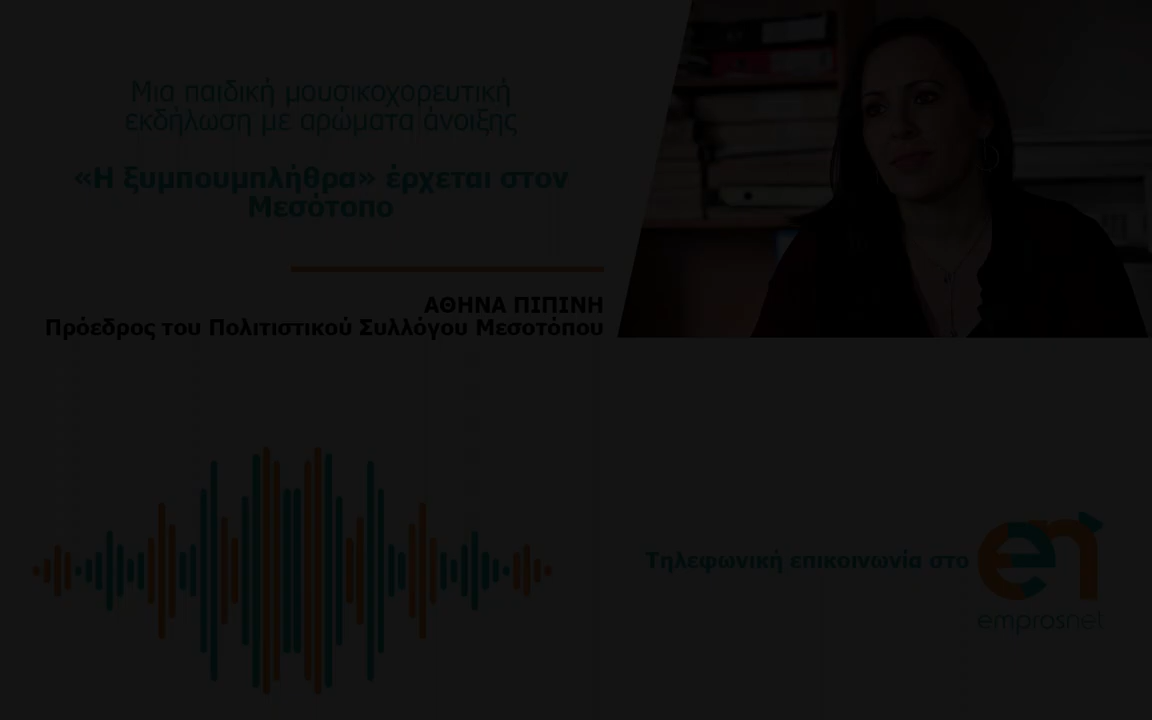 Μια παιδική μουσικοχορευτική
εκδήλωση με αρώματα άνοιξης
«Η ξυμπουμπλήθρα» έρχεται στον
Μεσότοπο
ΑΘΗΝΑ ΠΙΠΙΝΗ
Πρόεδρος του Πολιτιστικού Συλλόγου Μεσοτόπου
Τηλεφωνική επικοινωνία στο
en
emprosnet